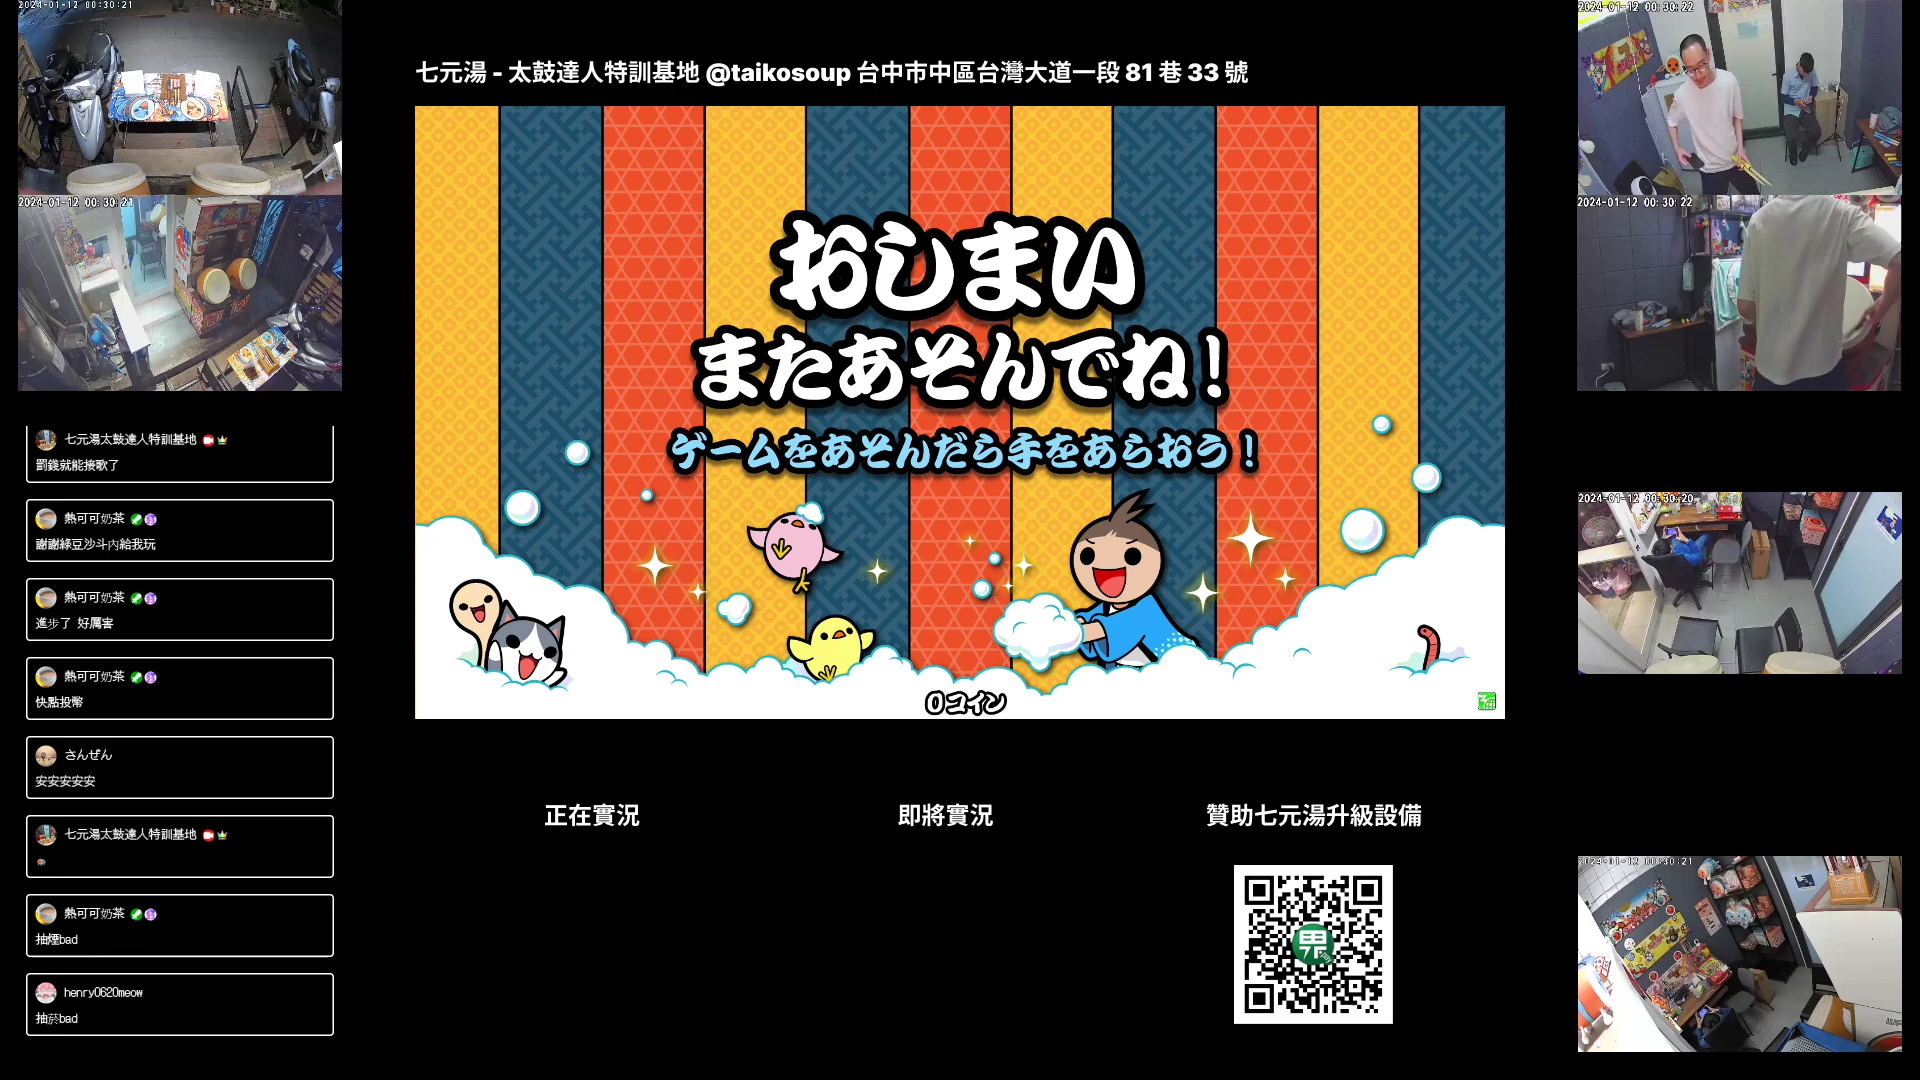 2024-01-12 00:30:21
2024-01-12 00:30:21
七元湯 - 太鼓達人特訓基地 @taikosoup 台中市中區台灣大道一段 81 巷 33 號
2024-01-12 00:30:22
2024-01-12 00:30:22
2024-01-12 00:30:20
2024-01-12 00:30:21
おしまい
またあそんでね!
ゲームをあそんだら手をあらおう!
0コイン
七元湯太鼓達人特訓基地
罰錢就能接歌了
熱可可奶茶
謝謝綠豆沙斗内給我玩
熱可可奶茶
進步了 好厲害
熱可可奶茶
快點投幣
さんぜん
安安安安安
七元湯太鼓達人特訓基地
熱可可奶茶
抽煙bad
henry0620meow
抽菸bad
正在實況
即將實況
贊助七元湯升級設備